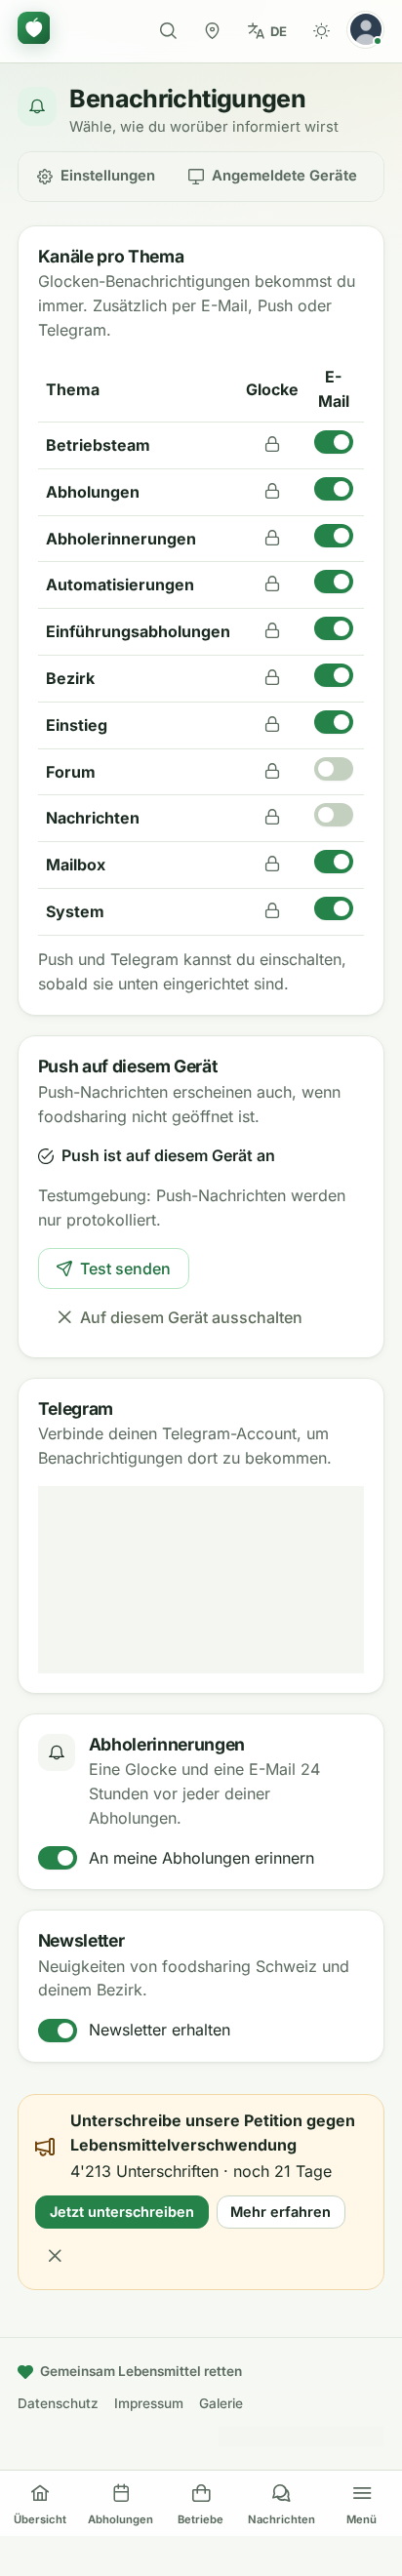 DE
Benachrichtigungen
Wähle, wie du worüber informiert wirst
Einstellungen Angemeldete Geräte
Kanäle pro Thema
Glocken-Benachrichtigungen bekommst du
immer. Zusätzlich per E-Mail, Push oder
Telegram.
Thema Glocke E-
Mail
Betriebsteam
Abholungen
Abholerinnerungen
Automatisierungen
Einführungsabholungen
Bezirk
Einstieg
Forum
Nachrichten
Mailbox
System
Push und Telegram kannst du einschalten,
sobald sie unten eingerichtet sind.
Push auf diesem Gerät
Push-Nachrichten erscheinen auch, wenn
foodsharing nicht geöffnet ist.
Push ist auf diesem Gerät an
Testumgebung: Push-Nachrichten werden
nur protokolliert.
Test senden
Auf diesem Gerät ausschalten
Telegram
Verbinde deinen Telegram-Account, um
Benachrichtigungen dort zu bekommen.
Abholerinnerungen
Eine Glocke und eine E-Mail 24
Stunden vor jeder deiner
Abholungen.
An meine Abholungen erinnern
Newsletter
Neuigkeiten von foodsharing Schweiz und
deinem Bezirk.
Newsletter erhalten
Unterschreibe unsere Petition gegen
Lebensmittelverschwendung
4'213 Unterschriften · noch 21 Tage
Jetzt unterschreiben Mehr erfahren
Gemeinsam Lebensmittel retten
Datenschutz Impressum Galerie
Übersicht Abholungen Betriebe Nachrichten Menü